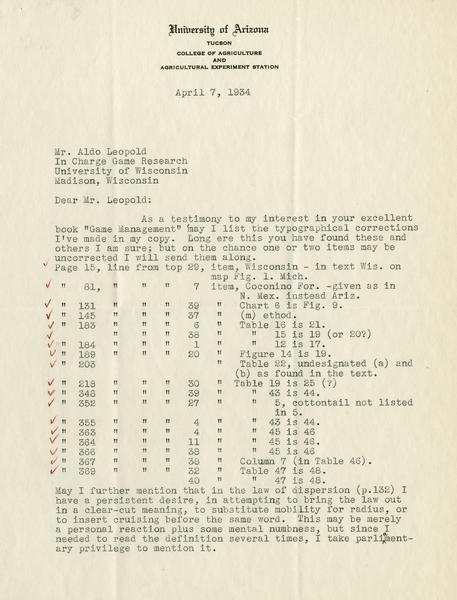 University of Arizona
TUCSON
COLLEGE OF AGRICULTURE
AND
AGRICULTURAL EXPERIMENT STATION
April 7, 1934
Mr. Aldo Leopold
In Charge Game Research
University of Wisconsin
Madison, Wisconsin
Dear Mr. Leopold:
As a testimony to my interest in your excellent
book "Game Management" may I list the typographical corrections
I've made in my copy. Long ere this you have found these and
others I am sure; but on the chance one or two items may be
uncorrected I will send them along.
✓ Page 15, line from top 29, item, Wisconsin - in text Wis. on
map Fig. 1. Mich.
✓ " 61, " " " 7 item, Coconino For. -given as in
N. Mex. instead Ariz.
✓ " 131 " " " 39 " Chart 6 is Fig. 9.
✓ " 145 " " " 37 " (m) ethod.
✓ " 183 " " " 6 " Table 16 is 21.
✓ " " " " 38 " " 15 is 19 (or 20?)
✓ " 184 " " " 1 " " 12 is 17.
✓ " 189 " " " 20 " Figure 14 is 19.
✓ " 203 " Table 22, undesignated (a) and
(b) as found in the text.
✓ " 218 " " " 30 " Table 19 is 25 (?)
✓ " 348 " " " 39 " " 43 is 44.
✓ " 352 " " " 27 " " 5, cottontail not listed
in 5.
✓ " 355 " " " 4 " " 43 is 44.
✓ " 363 " " " 4 " " 45 is 46
✓ " 364 " " " 11 " " 45 is 46.
✓ " 366 " " " 38 " " 45 is 46
✓ " 367 " " " 38 " Column 7 (in Table 46).
✓ " 369 " " " 32 " Table 47 is 48.
40 " " 47 is 48.
May I further mention that in the law of dispersion (p.132) I
have a persistent desire, in attempting to bring the law out
in a clear-cut meaning, to substitute mobility for radius, or
to insert cruising before the same word. This may be merely
a personal reaction plus some mental numbness, but since I
needed to read the definition several times, I take parliment-
ary privilege to mention it.